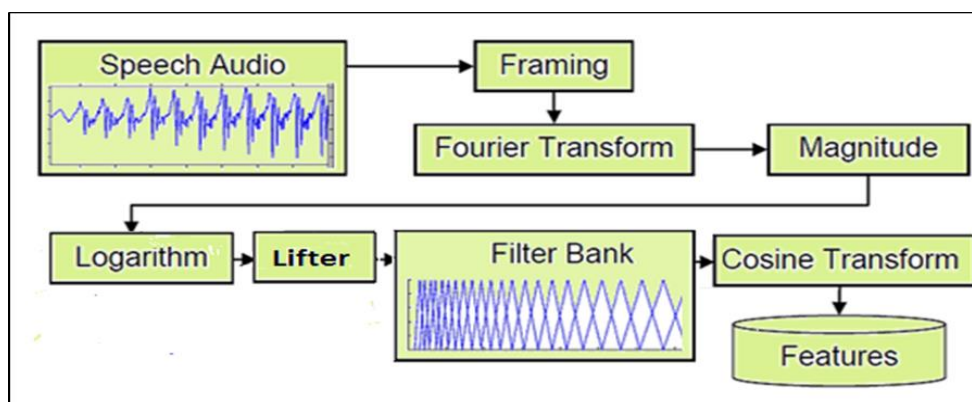 Speech Audio
Framing
Fourier Transform
Magnitude
Logarithm
Lifter
Filter Bank
Cosine Transform
Features